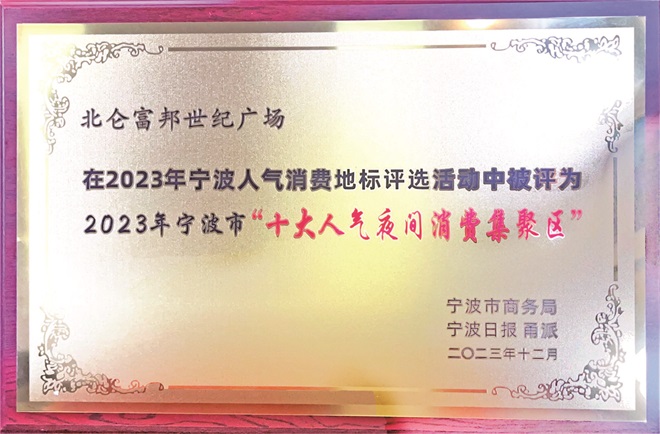 北仑富邦世纪广场
在2023年宁波人气消费地标评选活动中被评为
2023年宁波市“十大人气夜间消费集聚区”
宁波市商务局
宁波日报 甬派
二〇二三年十二月